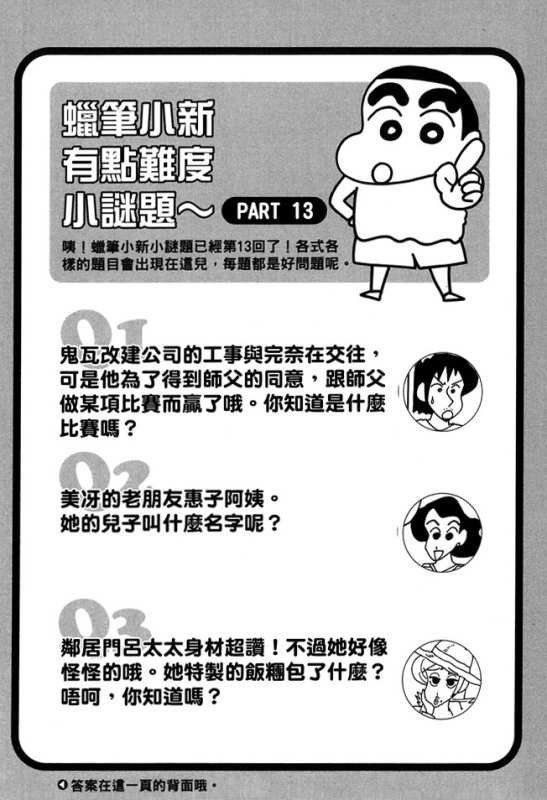 蠟筆小新
有點難度
小謎題～ PART 13
咦！蠟筆小新小謎題已經第13回了！各式各
樣的題目會出現在這兒，每題都是好問題呢。
Q1
鬼瓦改建公司的工事與完奈在交往，
可是他為了得到師父的同意，跟師父
做某項比賽而贏了哦。你知道是什麼
比賽嗎？
Q2
美冴的老朋友惠子阿姨。
她的兒子叫什麼名字呢？
Q3
鄰居門呂太太身材超讚！不過她好像
怪怪的哦。她特製的飯糰包了什麼？
唔呵，你知道嗎？
❹答案在這一頁的背面哦。